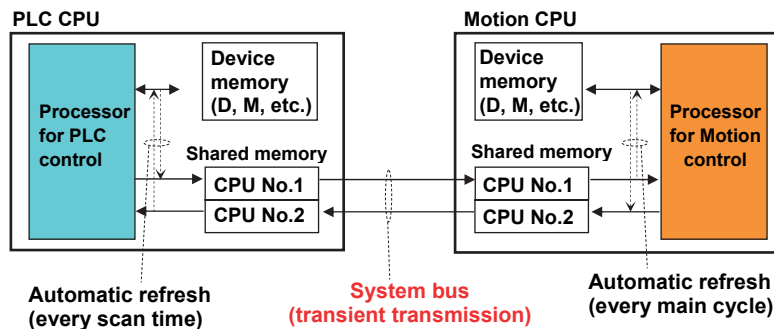 PLC CPU
Processor
for PLC
control
Device
memory
(D, M, etc.)
Shared memory
CPU No.1
CPU No.2
Automatic refresh
(every scan time)
System bus
(transient transmission)
Motion CPU
Device
memory
(D, M, etc.)
Shared memory
CPU No.1
CPU No.2
Processor
for Motion
control
Automatic refresh
(every main cycle)